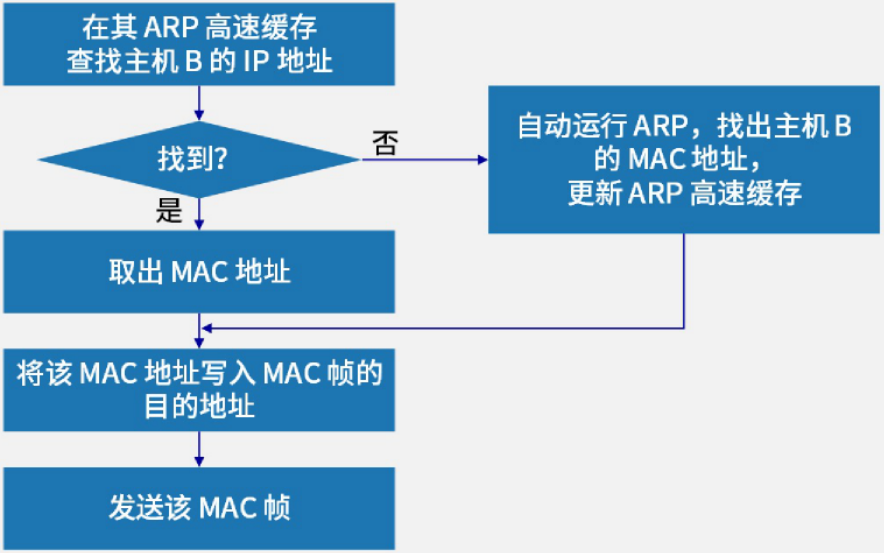 在其 ARP 高速缓存
查找主机 B 的 IP 地址
找到？
否
自动运行 ARP，找出主机 B
的 MAC 地址，
更新 ARP 高速缓存
是
取出 MAC 地址
将该 MAC 地址写入 MAC 帧的
目的地址
发送该 MAC 帧